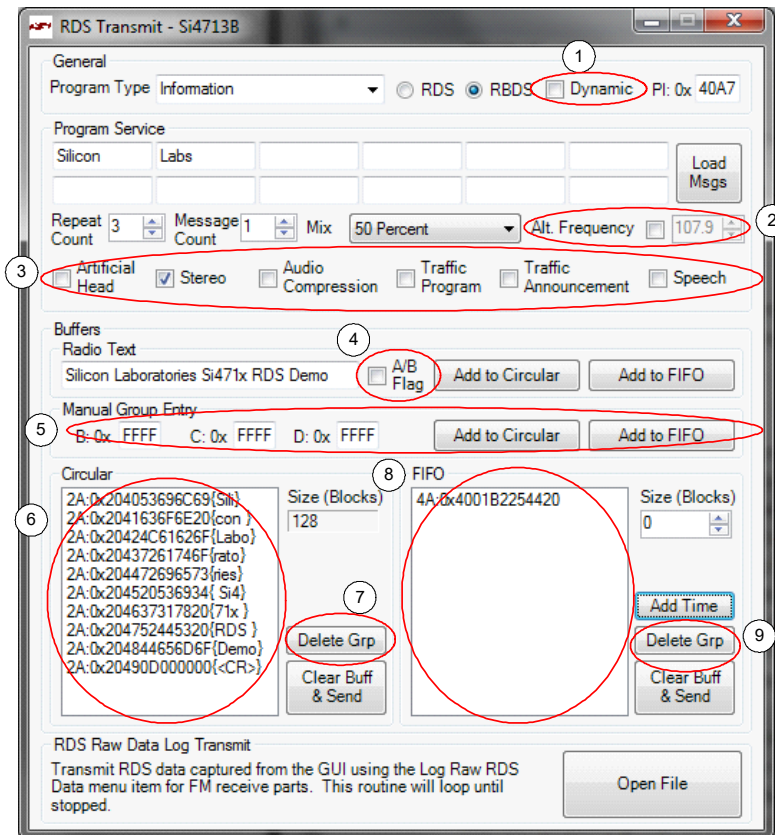 RDS Transmit - Si4713B
General
1
Program Type Information RDS RBDS Dynamic PI: 0x 40A7
Program Service
Silicon Labs
Load
Msgs
Repeat
Count 3 Message
Count 1 Mix 50 Percent Alt. Frequency 107.9
2
3
Artificial
Head Stereo Audio
Compression Traffic
Program Traffic
Announcement Speech
Buffers
Radio Text
4
Silicon Laboratories Si471x RDS Demo A/B
Flag Add to Circular Add to FIFO
Manual Group Entry
5
B: 0x FFFF C: 0x FFFF D: 0x FFFF Add to Circular Add to FIFO
Circular
6
2A:0x204053696C69{Sili}
2A:0x2041636F6E20{con }
2A:0x20424C61626F{Labo}
2A:0x20437261746F{rato}
2A:0x204472696573{ries}
2A:0x204520536934{ Si4}
2A:0x204637317820{71x }
2A:0x204752445320{RDS }
2A:0x204844656D6F{Demo}
2A:0x20490D000000{<CR>}
Size (Blocks)
128
7
Delete Grp
Clear Buff
& Send
8
FIFO
4A:0x4001B2254420
Size (Blocks)
0
Add Time
Delete Grp
9
Clear Buff
& Send
RDS Raw Data Log Transmit
Transmit RDS data captured from the GUI using the Log Raw RDS
Data menu item for FM receive parts. This routine will loop until
stopped.
Open File